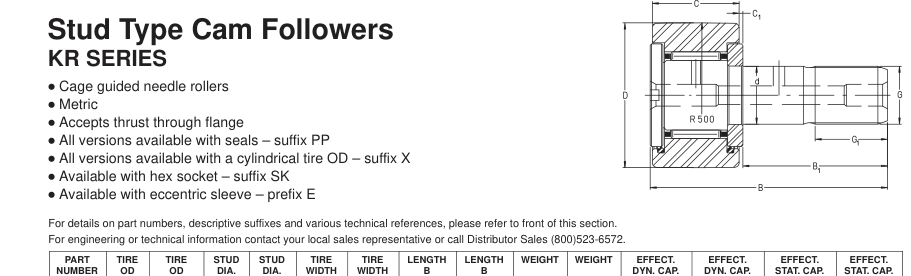 Stud Type Cam Followers
KR SERIES
● Cage guided needle rollers
● Metric
● Accepts thrust through flange
● All versions available with seals – suffix PP
● All versions available with a cylindrical tire OD – suffix X
● Available with hex socket – suffix SK
● Available with eccentric sleeve – prefix E
C
C1
D
d
G
R 500
G1
B1
B
For details on part numbers, descriptive suffixes and various technical references, please refer to front of this section.
For engineering or technical information contact your local sales representative or call Distributor Sales (800)523-6572.
PART TIRE TIRE STUD STUD TIRE TIRE LENGTH LENGTH WEIGHT WEIGHT EFFECT. EFFECT. EFFECT. EFFECT.
NUMBER OD OD DIA. DIA. WIDTH WIDTH B B DYN. CAP. DYN. CAP. STAT. CAP. STAT. CAP.